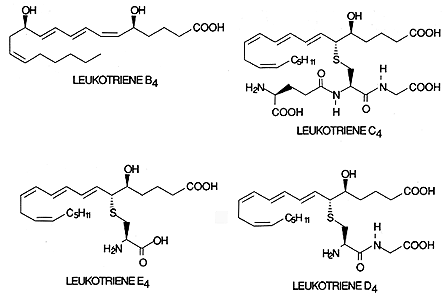 OH
OH
COOH
LEUKOTRIENE B4
OH
COOH
C5H11
S
H
H2N
O
N
COOH
N
COOH
H
O
LEUKOTRIENE C4
OH
COOH
C5H11
S
OH
H2N
O
LEUKOTRIENE E4
OH
COOH
C5H11
S
H
N
COOH
H2N
O
LEUKOTRIENE D4